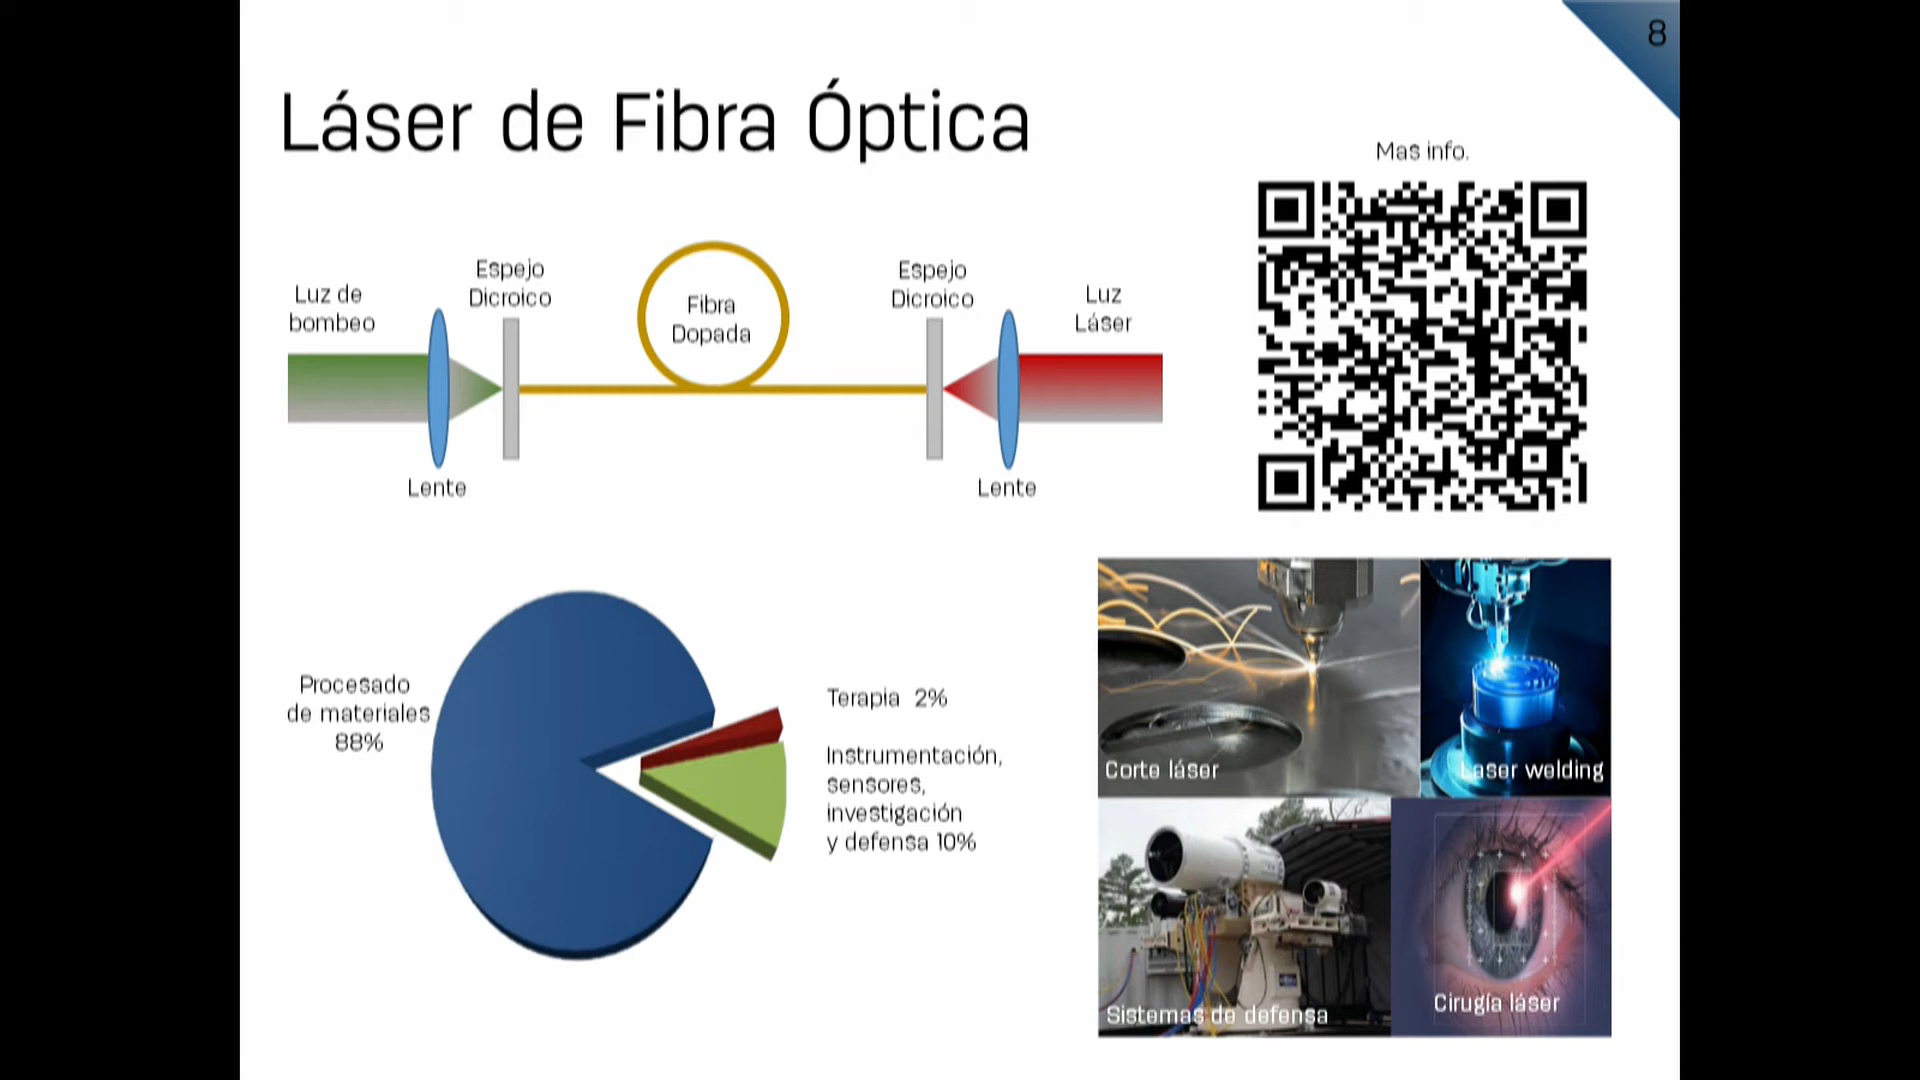 8
Láser de Fibra Óptica
Mas info.
Luz de
bombeo
Espejo
Dicroico
Fibra
Dopada
Espejo
Dicroico
Luz
Láser
Lente
Lente
Procesado
de materiales
88%
Terapia 2%
Instrumentación,
sensores,
investigación
y defensa 10%
Corte láser
Laser welding
Sistemas de defensa
Cirugía láser